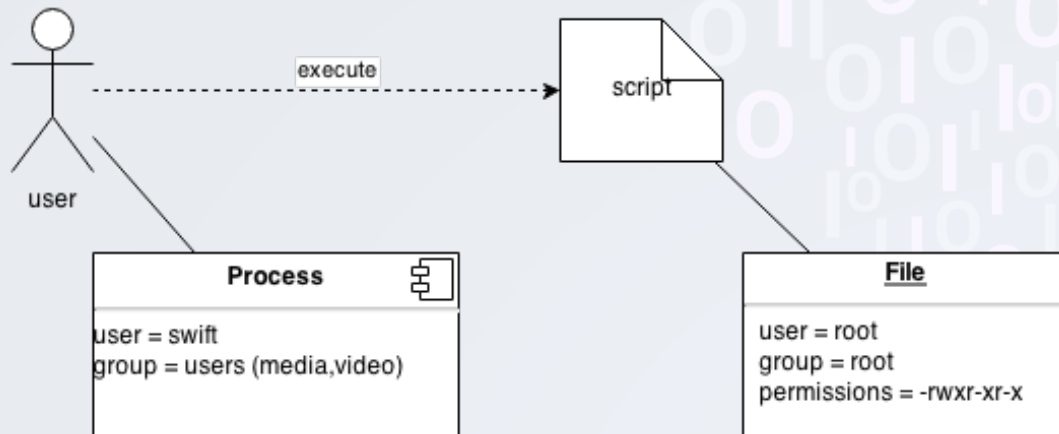 execute
script
user
Process
user = swift
group = users (media,video)
File
user = root
group = root
permissions = -rwxr-xr-x